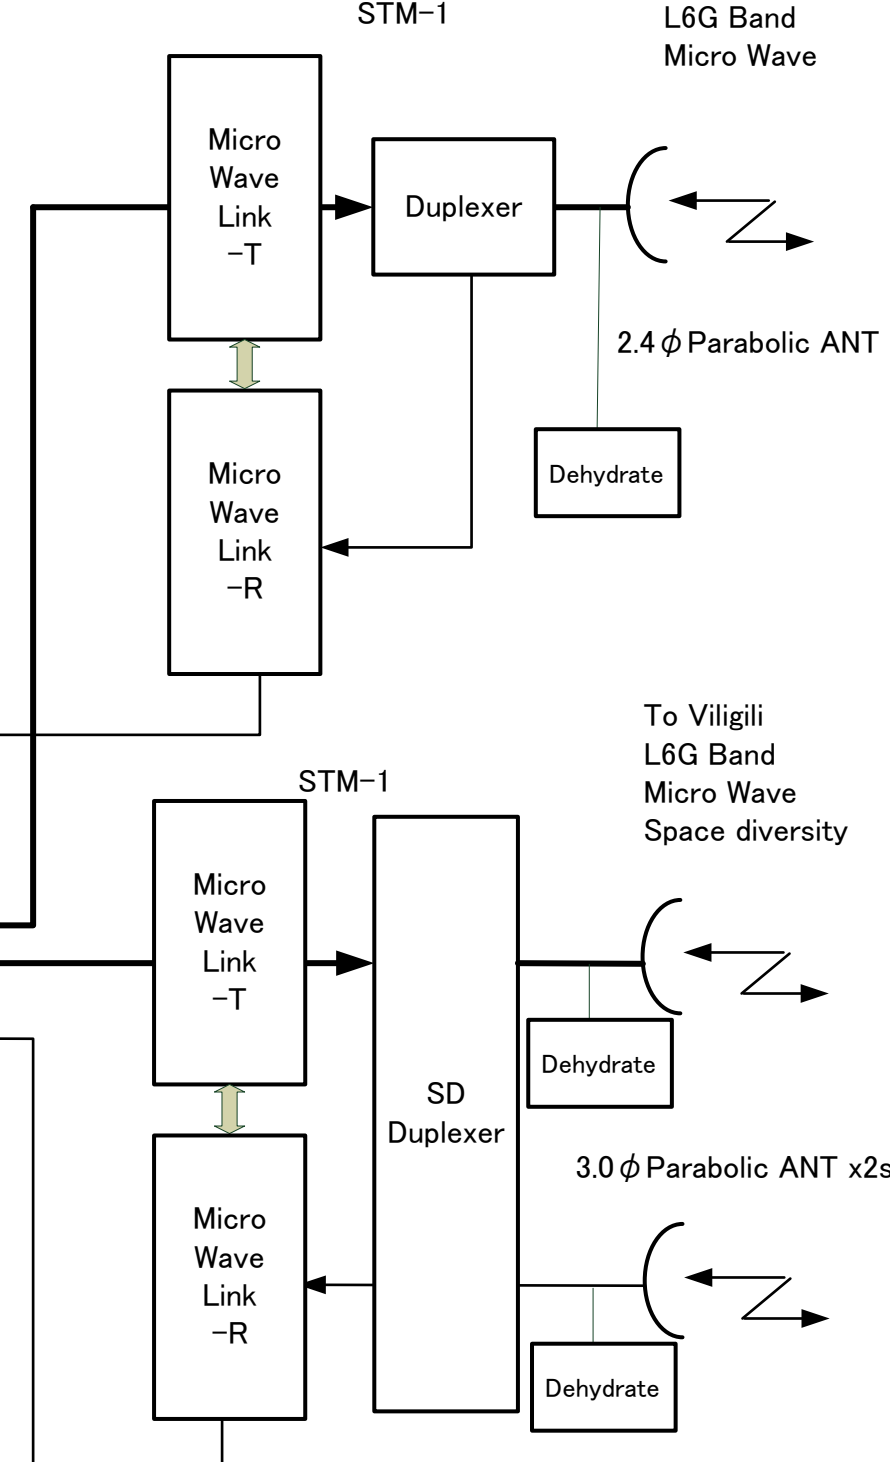 STM-1
L6G Band
Micro Wave
Micro
Wave
Link
-T
Duplexer
2.4φParabolic ANT
Micro
Wave
Link
-R
Dehydrate
To Viligili
L6G Band
Micro Wave
Space diversity
STM-1
Micro
Wave
Link
-T
Dehydrate
SD
Duplexer
3.0φParabolic ANT x2s
Micro
Wave
Link
-R
Dehydrate